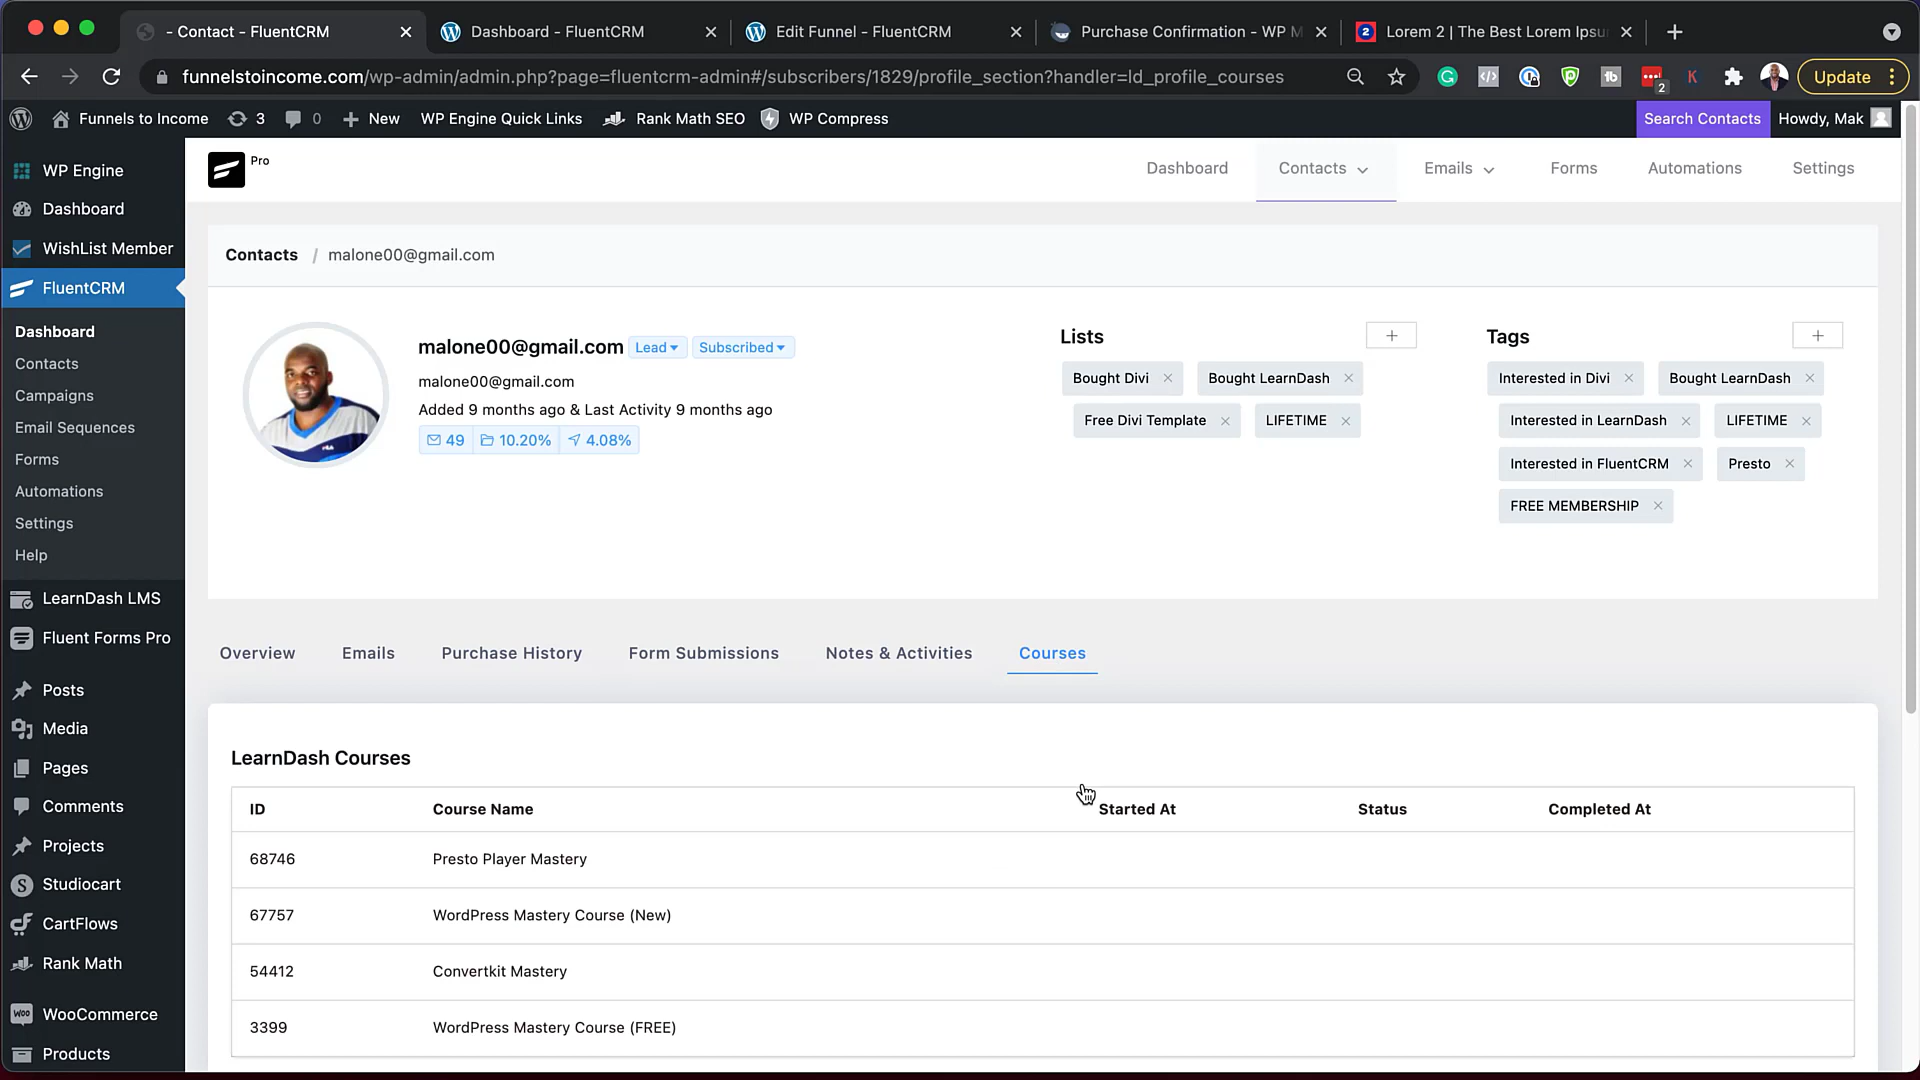 - Contact - FluentCRM
Dashboard - FluentCRM
Edit Funnel - FluentCRM
Purchase Confirmation - WP M
Lorem 2 | The Best Lorem Ipsu
funnelstoincome.com/wp-admin/admin.php?page=fluentcrm-admin#/subscribers/1829/profile_section?handler=ld_profile_courses
2
Update
Funnels to Income
3
0
New
WP Engine Quick Links
Rank Math SEO
WP Compress
Search Contacts
Howdy, Mak
WP Engine
Dashboard
WishList Member
FluentCRM
Dashboard
Contacts
Campaigns
Email Sequences
Forms
Automations
Settings
Help
LearnDash LMS
Fluent Forms Pro
Posts
Media
Pages
Comments
Projects
Studiocart
CartFlows
Rank Math
WooCommerce
Products
Pro
Dashboard
Contacts
Emails
Forms
Automations
Settings
Contacts / malone00@gmail.com
malone00@gmail.com Lead Subscribed
malone00@gmail.com
Added 9 months ago & Last Activity 9 months ago
49 10.20% 4.08%
Lists
Bought Divi Bought LearnDash
Free Divi Template LIFETIME
Tags
Interested in Divi Bought LearnDash
Interested in LearnDash LIFETIME
Interested in FluentCRM Presto
FREE MEMBERSHIP
Overview Emails Purchase History Form Submissions Notes & Activities Courses
LearnDash Courses
ID Course Name Started At Status Completed At
68746 Presto Player Mastery
67757 WordPress Mastery Course (New)
54412 Convertkit Mastery
3399 WordPress Mastery Course (FREE)